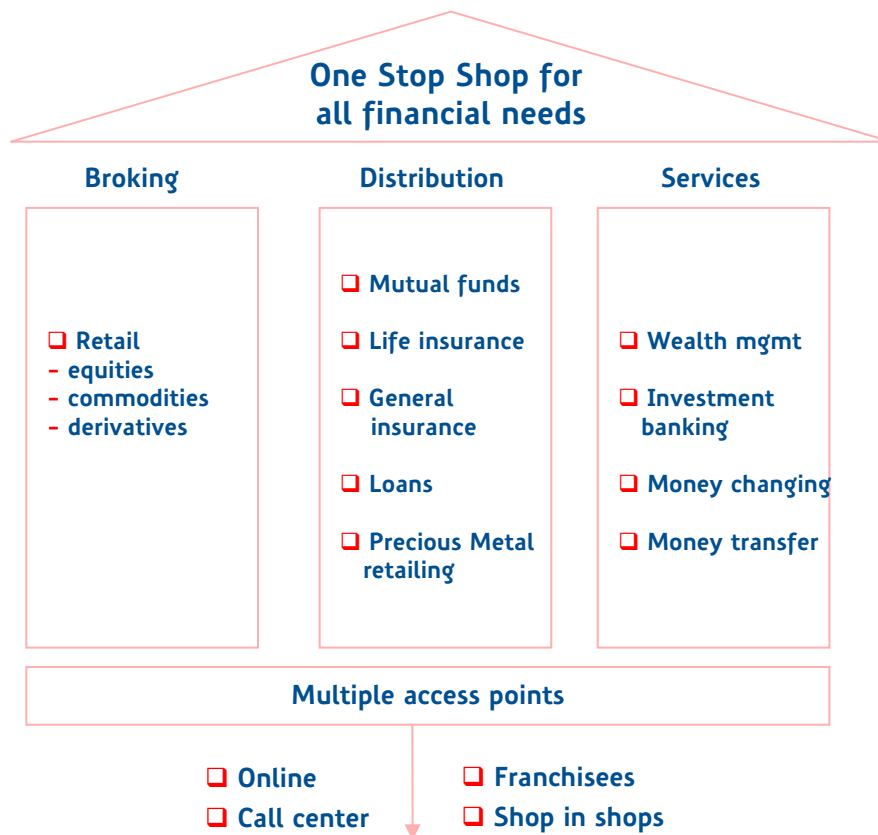 One Stop Shop for
all financial needs
Broking
Distribution
Services
❑ Retail
- equities
- commodities
- derivatives
❑ Mutual funds
❑ Life insurance
❑ General
insurance
❑ Loans
❑ Precious Metal
retailing
❑ Wealth mgmt
❑ Investment
banking
❑ Money changing
❑ Money transfer
Multiple access points
❑ Online
❑ Call center
❑ Franchisees
❑ Shop in shops